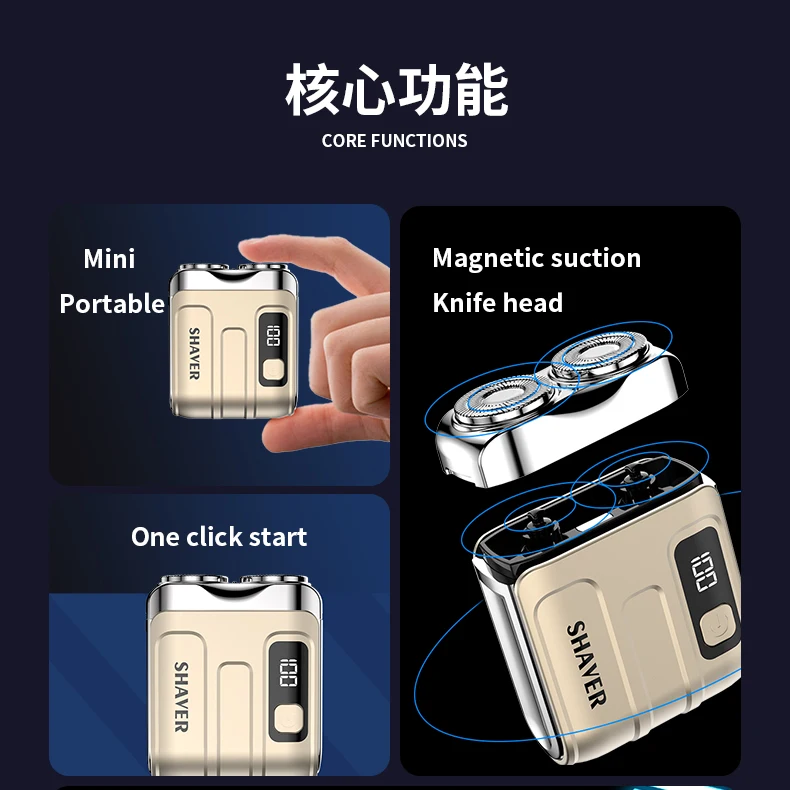 核心功能
CORE FUNCTIONS
Mini
Portable
SHAVER
100
Magnetic suction
Knife head
SHAVER
100
One click start
SHAVER
100